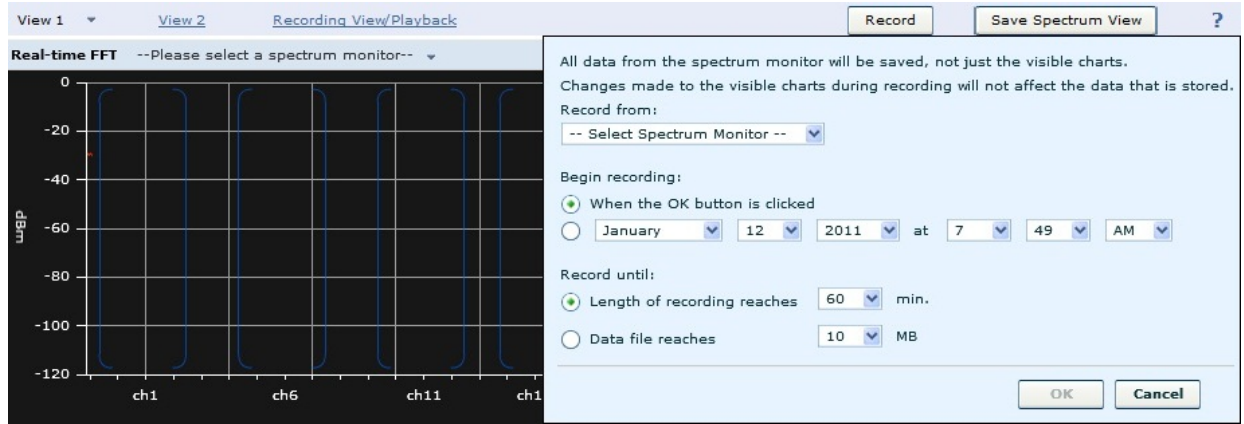 View 1 View 2 Recording View/Playback Record Save Spectrum View ?
Real-time FFT --Please select a spectrum monitor--
0
-20
-40
-60
-80
-100
-120
dBm
ch1 ch6 ch11 ch1
All data from the spectrum monitor will be saved, not just the visible charts.
Changes made to the visible charts during recording will not affect the data that is stored.
Record from:
-- Select Spectrum Monitor --
Begin recording:
When the OK button is clicked
January 12 2011 at 7 49 AM
Record until:
Length of recording reaches 60 min.
Data file reaches 10 MB
OK Cancel